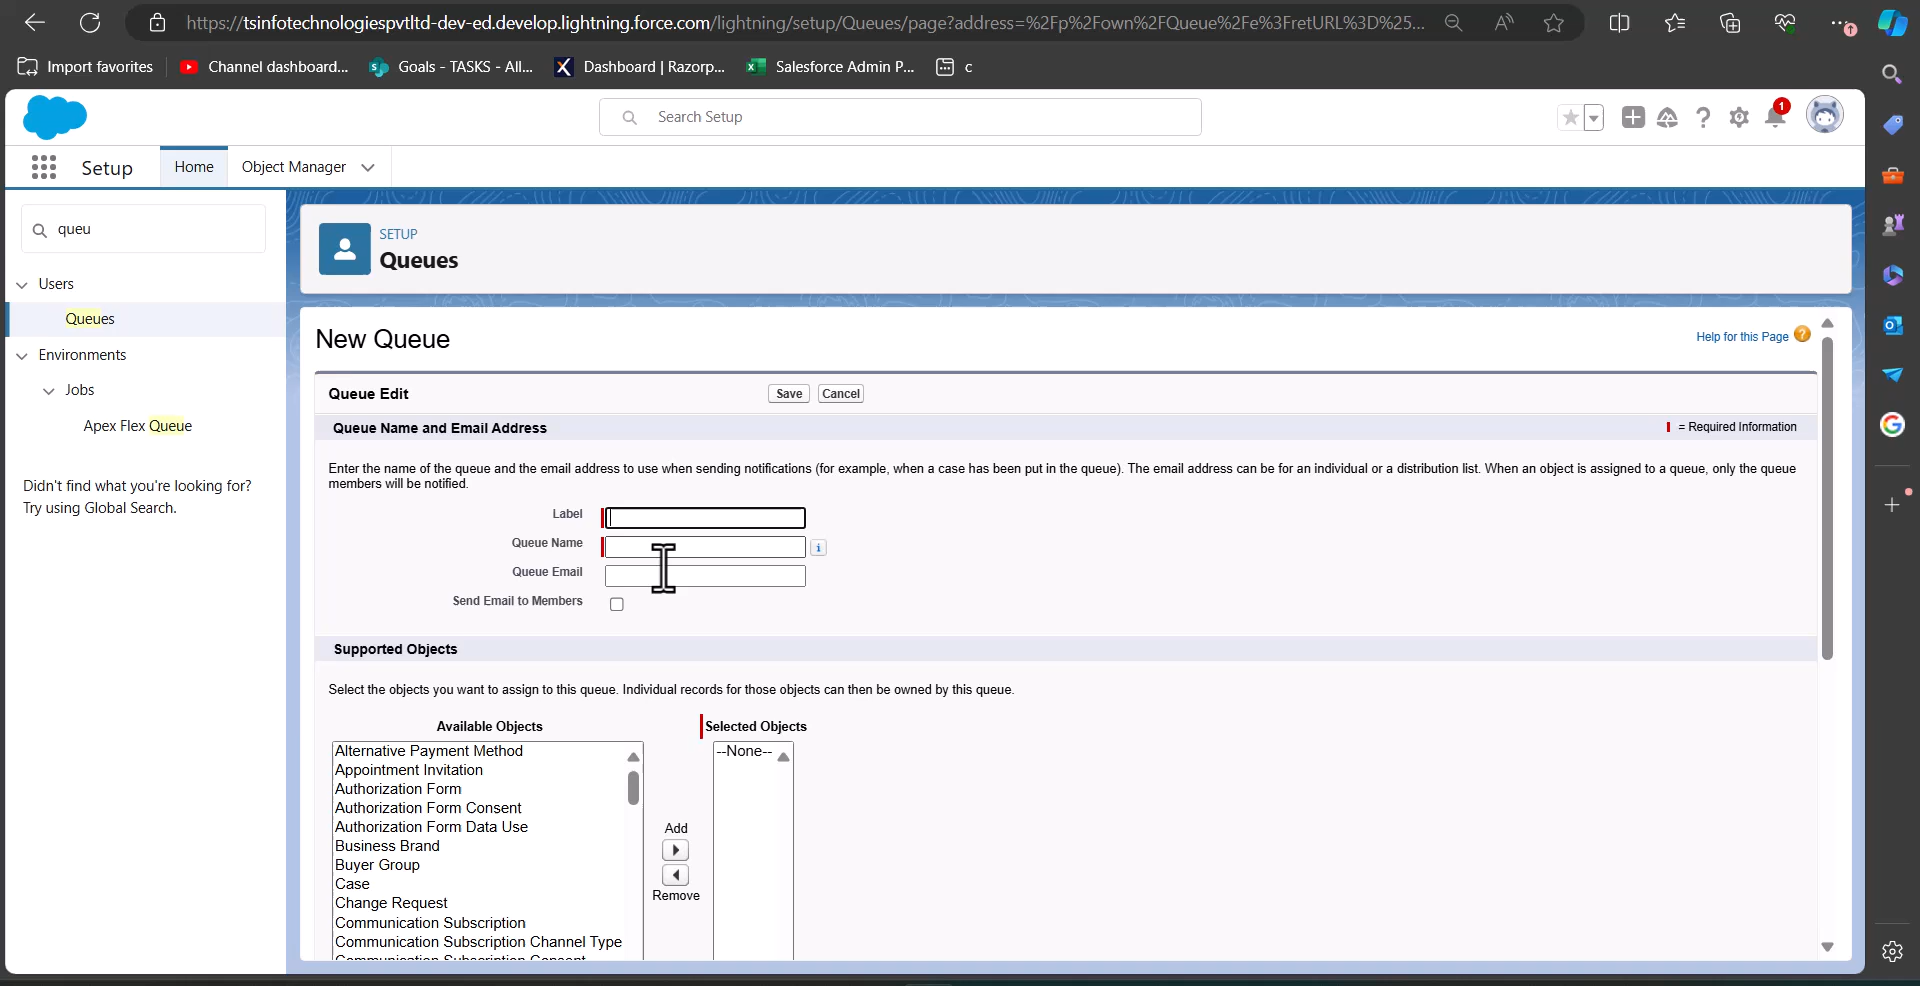 https://tsinfotechnologiespvtltd-dev-ed.develop.lightning.force.com/lightning/setup/Queues/page?address=%2Fp%2Fown%2FQueue%2Fe%3FretURL%3D%25...
Import favorites
Channel dashboard...
Goals - TASKS - All...
Dashboard | Razorp...
Salesforce Admin P...
c
Search Setup
1
Setup
Home
Object Manager
queu
Users
Queues
Environments
Jobs
Apex Flex Queue
Didn't find what you're looking for?
Try using Global Search.
SETUP
Queues
New Queue
Help for this Page
Queue Edit
Save
Cancel
Queue Name and Email Address
= Required Information
Enter the name of the queue and the email address to use when sending notifications (for example, when a case has been put in the queue). The email address can be for an individual or a distribution list. When an object is assigned to a queue, only the queue
members will be notified.
Label
Queue Name
Queue Email
Send Email to Members
Supported Objects
Select the objects you want to assign to this queue. Individual records for those objects can then be owned by this queue.
Available Objects
Selected Objects
Alternative Payment Method
Appointment Invitation
Authorization Form
Authorization Form Consent
Authorization Form Data Use
Business Brand
Buyer Group
Case
Change Request
Communication Subscription
Communication Subscription Channel Type
Communication Subscription Consent
Add
Remove
--None--